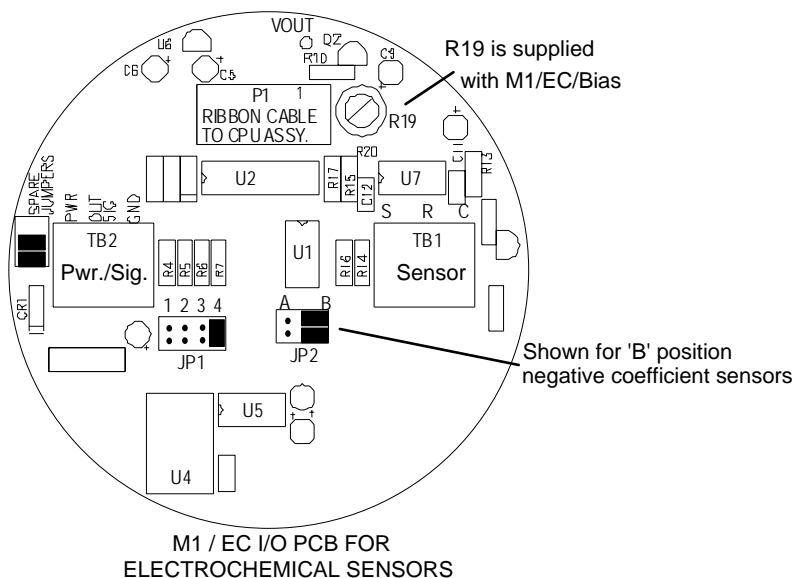 VOUT
U6
Q2
R10
C9
C6
C5
R19 is supplied
with M1/EC/Bias
P1 1
RIBBON CABLE
TO CPU ASSY.
R19
C11
R13
R20
SPARE
JUMPERS
U2
R17
R15
C12
U7
PWR
OUT
SIG
GND
S R C
TB2
Pwr./Sig.
R4
R5
R6
R7
U1
R16
R14
TB1
Sensor
CR1
1 2 3 4
A B
JP1
JP2
Shown for 'B' position
negative coefficient sensors
U5
U4
M1 / EC I/O PCB FOR
ELECTROCHEMICAL SENSORS